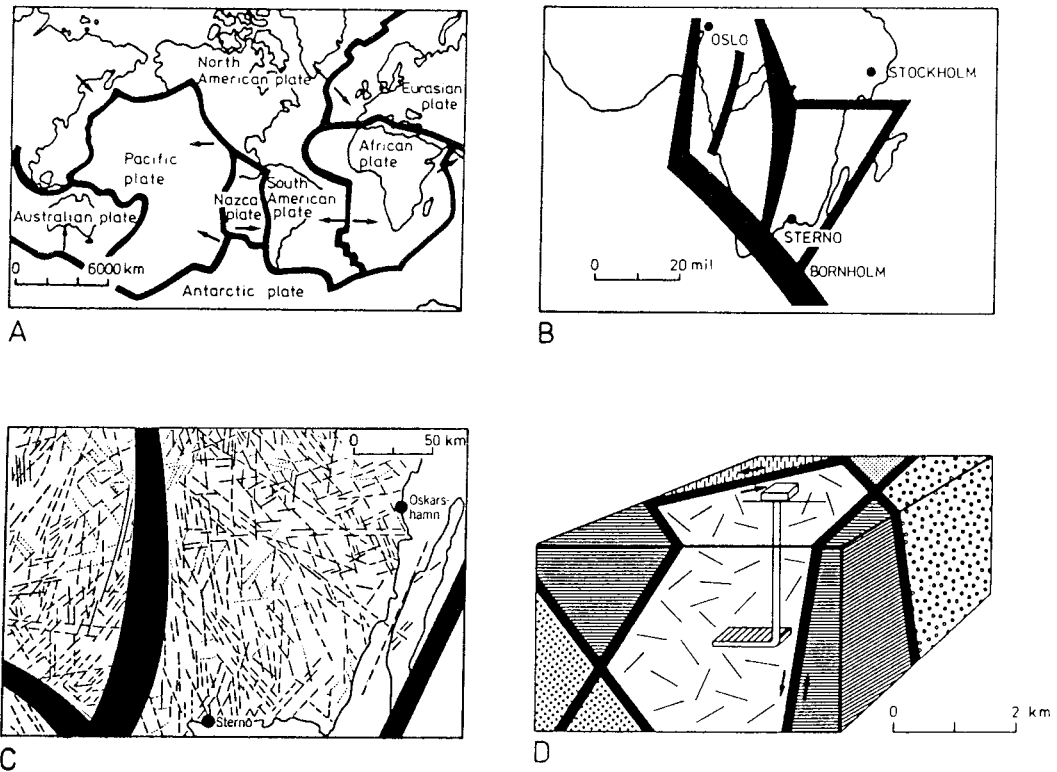 North
American plate
Eurasian
plate
African
plate
Pacific
plate
South
American
plate
Nazca
plate
Australian plate
0 6000 km
Antarctic plate
A
OSLO
STOCKHOLM
STERNO
BORNHOLM
0 20 mil
B
0 50 km
Oskars-
hamn
Sternö
C
0 2 km
D